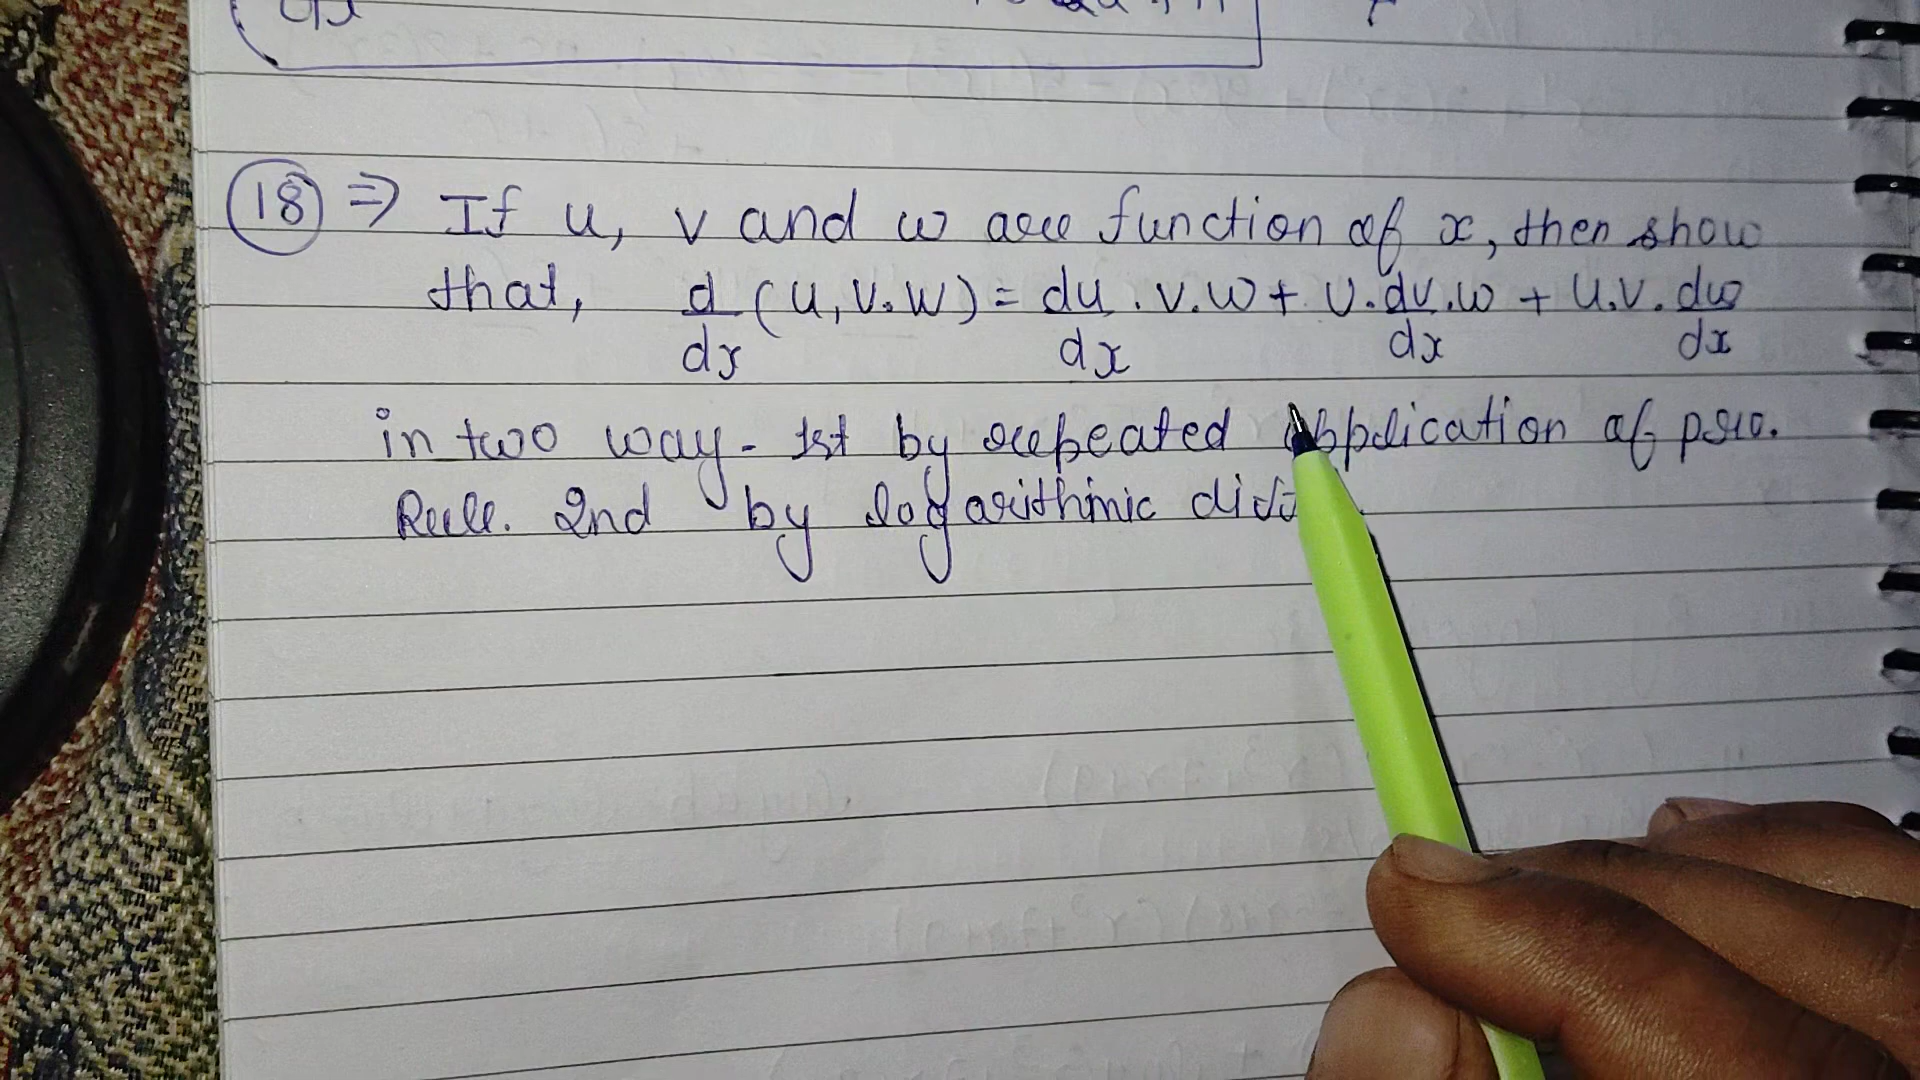 18 ⇒ If u, v and w are function of x, then show
that, d/dx (u, v. w) = du/dx . v. w + u. dv/dx . w + u. v. dw/dx
in two way - 1st by repeated application of pro.
Rule. 2nd by logarithmic